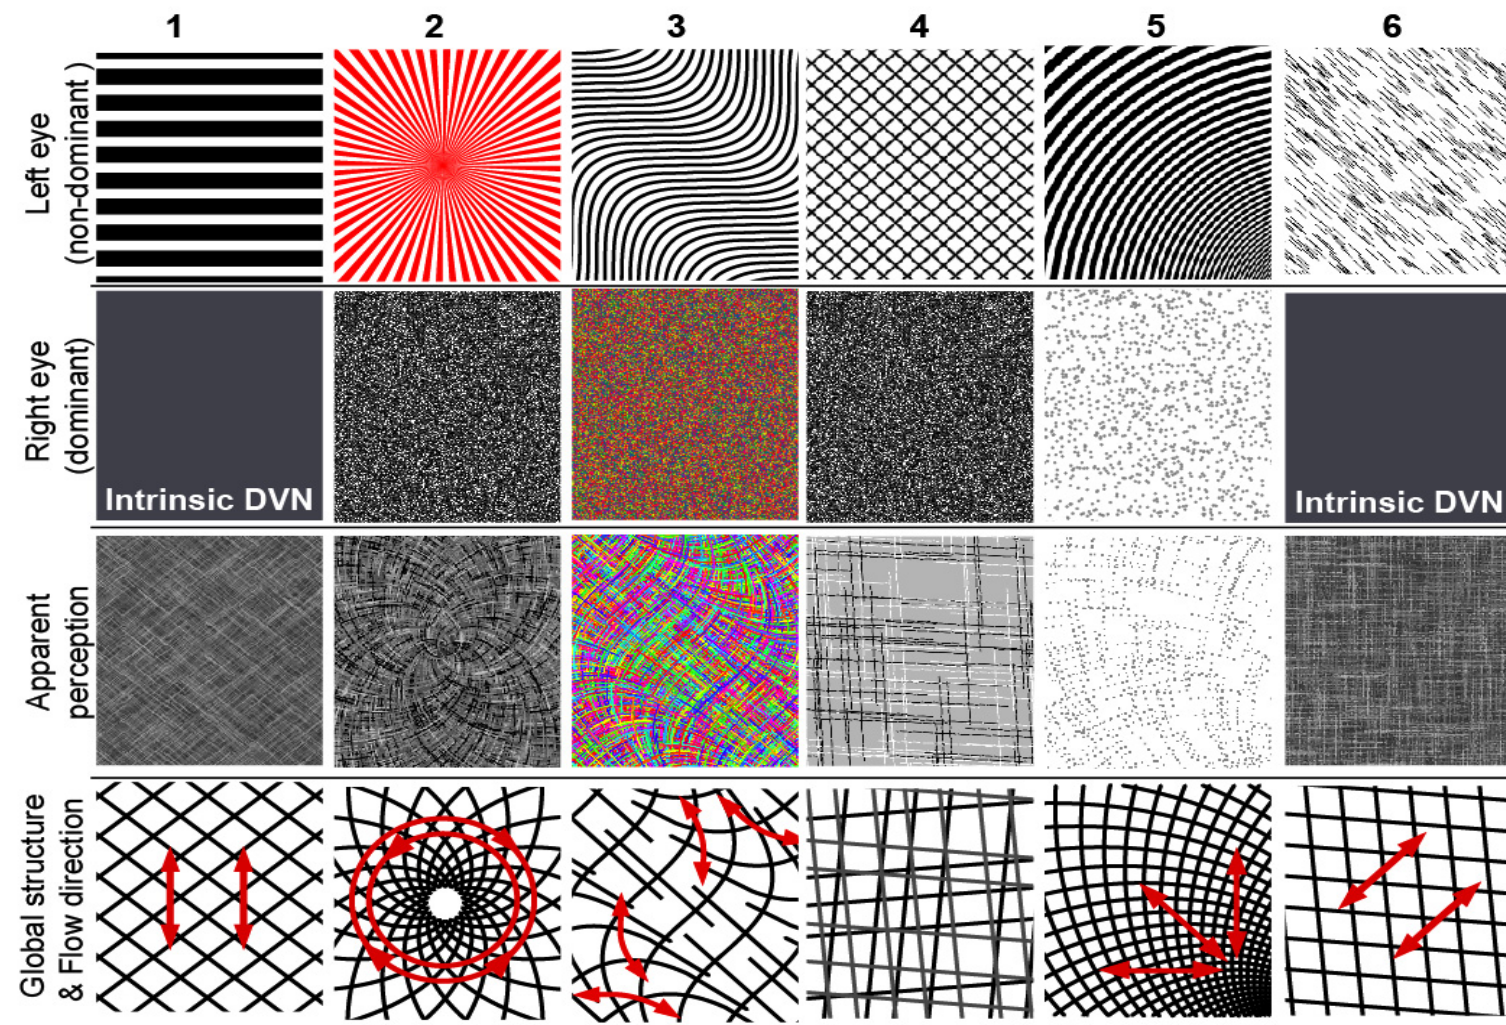 1 2 3 4 5 6
Left eye
(non-dominant )
Right eye
(dominant)
Intrinsic DVN
Intrinsic DVN
Apparent
perception
Global structure
& Flow direction